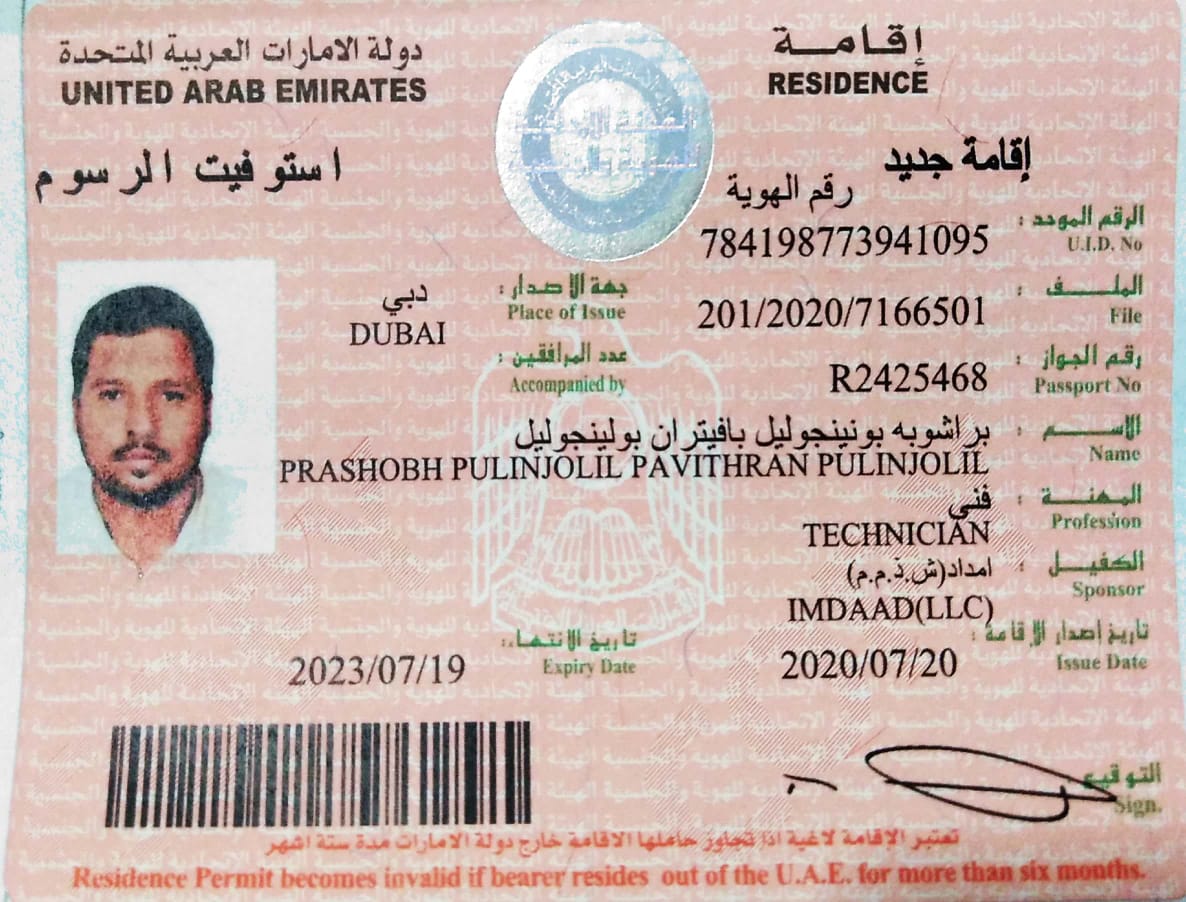 دولة الامارات العربية المتحدة
UNITED ARAB EMIRATES
إقامة
RESIDENCE
استوفيت الرسوم
إقامة جديد
رقم الهوية
الرقم الموحد :
784198773941095
U.I.D. No
جهة الاصدار :
دبي
Place of Issue
DUBAI
الملف :
201/2020/7166501
File
عدد المرافقين :
Accompanied by
رقم الجواز :
R2425468
Passport No
الاسم :
براشوبه بونينجوليل بافيتران بولينجوليل
Name
PRASHOBH PULINJOLIL PAVITHRAN PULINJOLIL
المهنة :
فني
Profession
TECHNICIAN
الكفيل :
امداد(ش.ذ.م.م)
Sponsor
IMDAAD(LLC)
تاريخ إصدار الإقامة :
2020/07/20
Issue Date
تاريخ الانتهاء :
2023/07/19
Expiry Date
التوقيع
Sign.
تعتبر الإقامة لاغية اذا تجاوز حاملها الاقامة خارج دولة الامارات مدة ستة اشهر
Residence Permit becomes invalid if bearer resides out of the U.A.E. for more than six months.